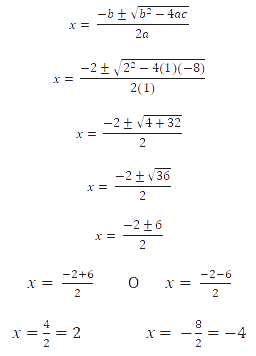 x = (-b ± √(b² – 4ac)) / 2a
x = (-2 ± √(2² – 4(1)(-8))) / 2(1)
x = (-2 ± √(4 + 32)) / 2
x = (-2 ± √36) / 2
x = (-2 ± 6) / 2
x = (-2+6) / 2 O x = (-2-6) / 2
x = 4/2 = 2 x = - 8/2 = -4